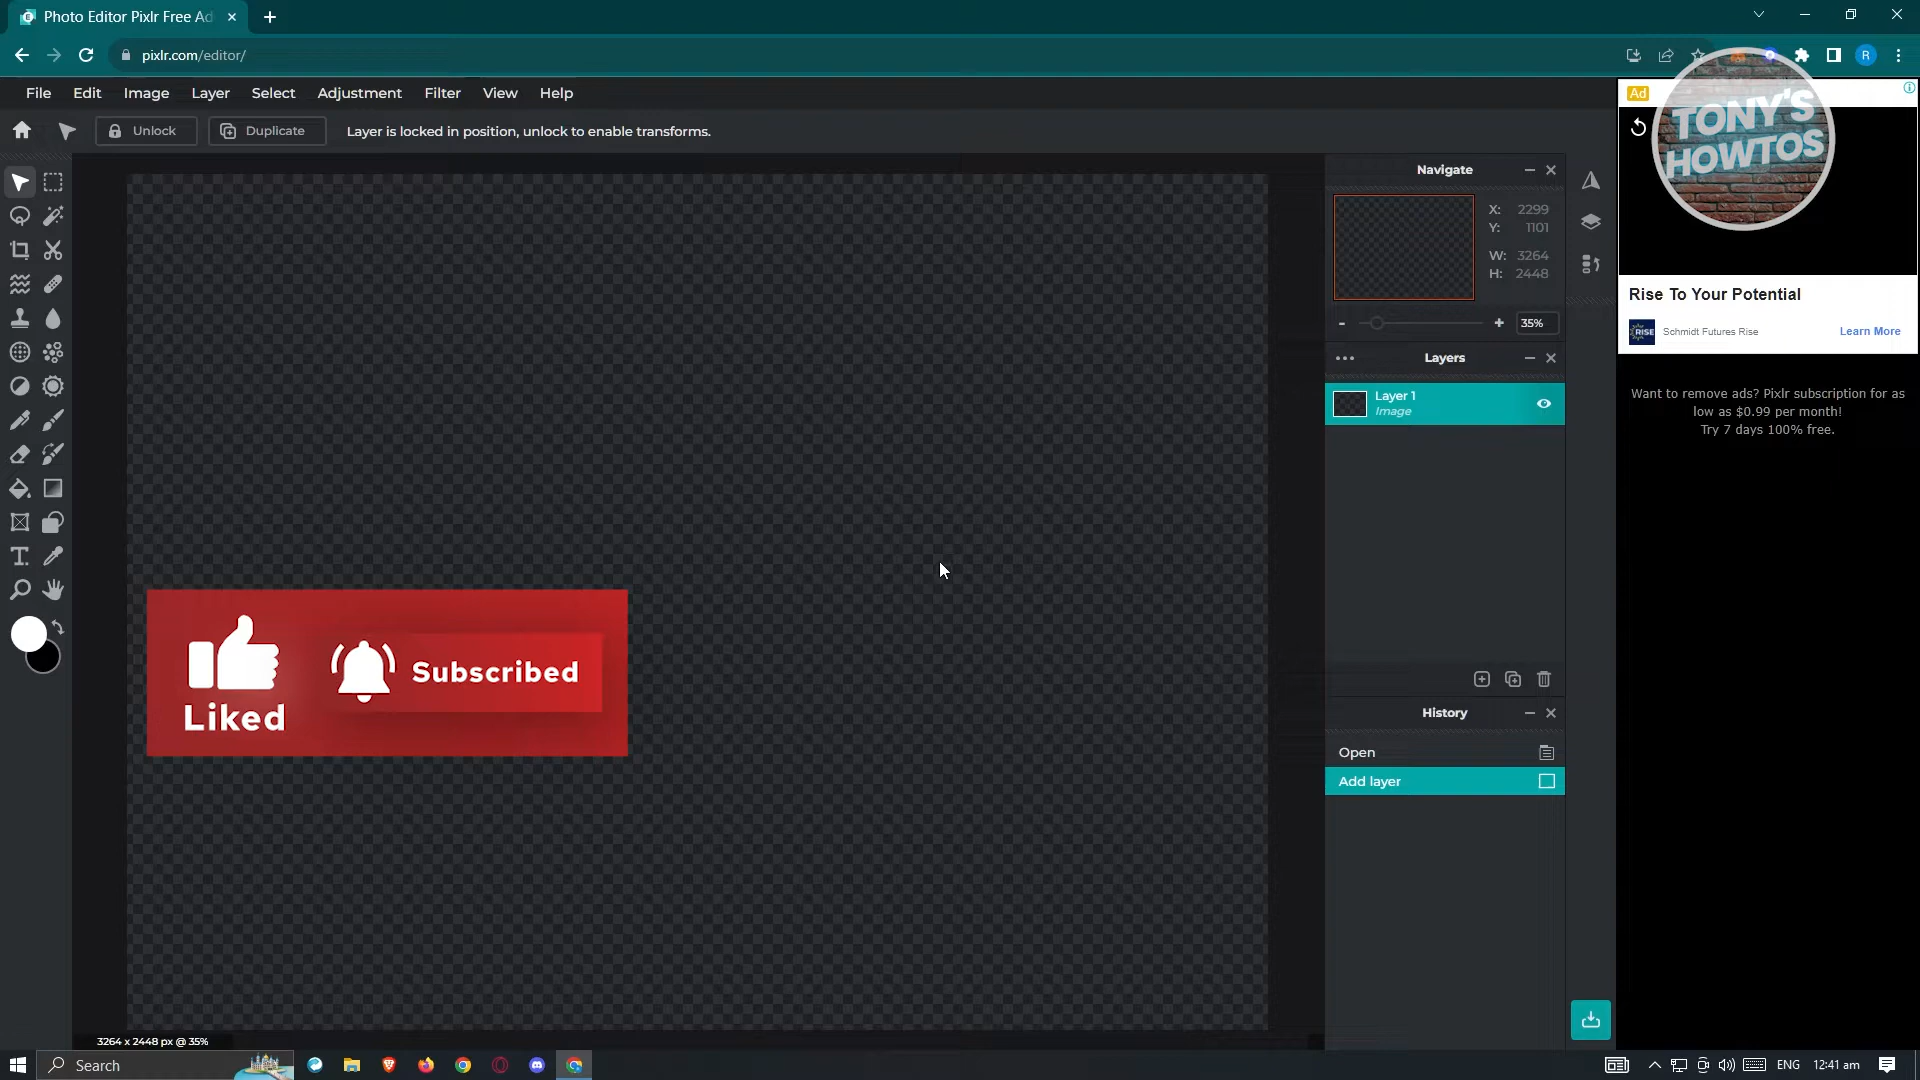 Photo Editor Pixlr Free Ad
pixlr.com/editor/
R
File Edit Image Layer Select Adjustment Filter View Help
Unlock
Duplicate
Layer is locked in position, unlock to enable transforms.
Navigate
X: 2299
Y: 1101
W: 3264
H: 2448
- + 35%
Layers
Layer 1
Image
History
Open
Add layer
Ad
TONY'S
HOWTOS
Rise To Your Potential
RISE
Schmidt Futures Rise
Learn More
Want to remove ads? Pixlr subscription for as
low as $0.99 per month!
Try 7 days 100% free.
Liked
Subscribed
3264 x 2448 px @ 35%
Search
ENG
12:41 am